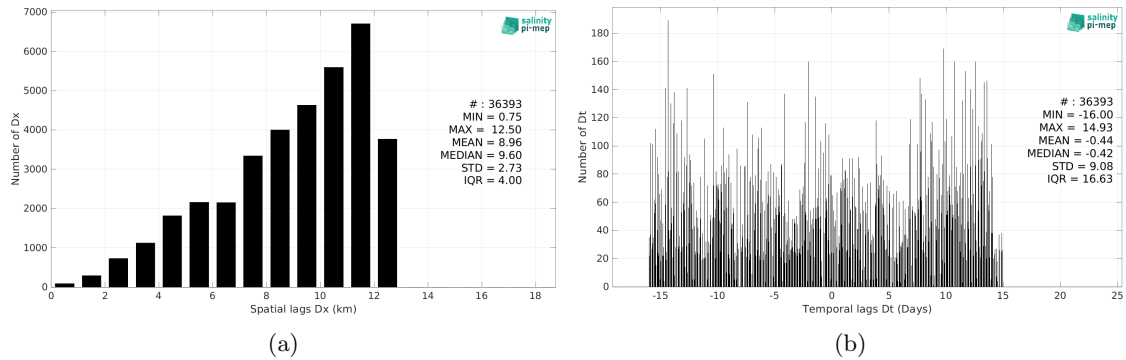 7000
6000
5000
4000
3000
2000
1000
0
Number of Dx
salinity
pi-mep
# : 36393
MIN = 0.75
MAX = 12.50
MEAN = 8.96
MEDIAN = 9.60
STD = 2.73
IQR = 4.00
0 2 4 6 8 10 12 14 16 18
Spatial lags Dx (km)
(a)
180
160
140
120
100
80
60
40
20
0
Number of Dt
salinity
pi-mep
# : 36393
MIN = -16.00
MAX = 14.93
MEAN = -0.44
MEDIAN = -0.42
STD = 9.08
IQR = 16.63
-15 -10 -5 0 5 10 15 20 25
Temporal lags Dt (Days)
(b)